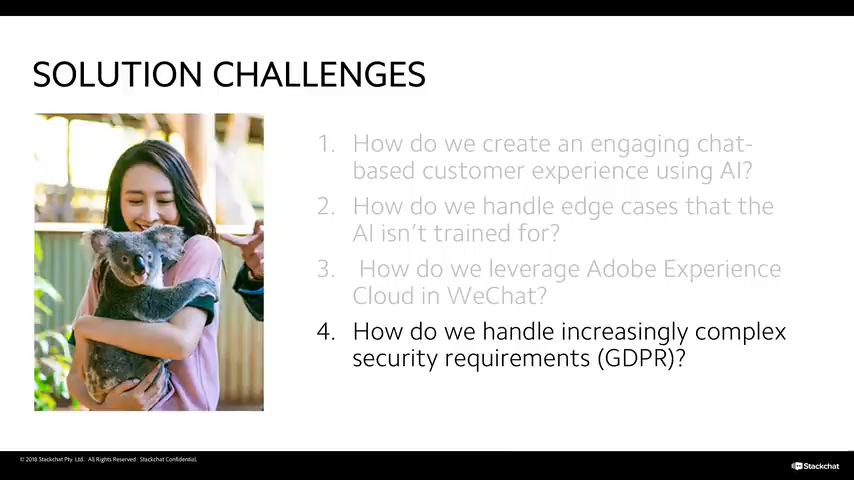 SOLUTION CHALLENGES
1. How do we create an engaging chat-
based customer experience using AI?
2. How do we handle edge cases that the
AI isn't trained for?
3. How do we leverage Adobe Experience
Cloud in WeChat?
4. How do we handle increasingly complex
security requirements (GDPR)?
© 2018 Stackchat Pty. Ltd. All Rights Reserved. Stackchat Confidential.
Stackchat